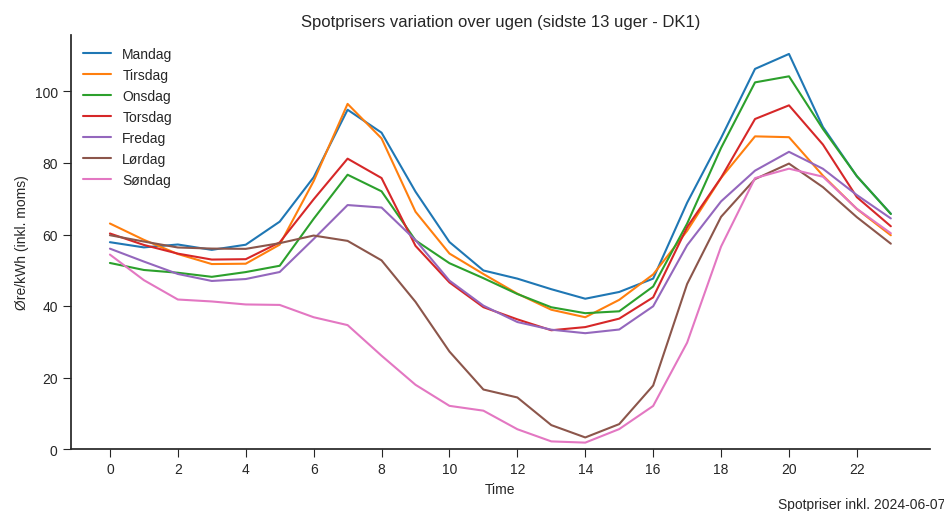 Spotprisers variation over ugen (sidste 13 uger - DK1)
Mandag
Tirsdag
Onsdag
Torsdag
Fredag
Lørdag
Søndag
Øre/kWh (inkl. moms)
100
80
60
40
20
0
0 2 4 6 8 10 12 14 16 18 20 22
Time
Spotpriser inkl. 2024-06-07